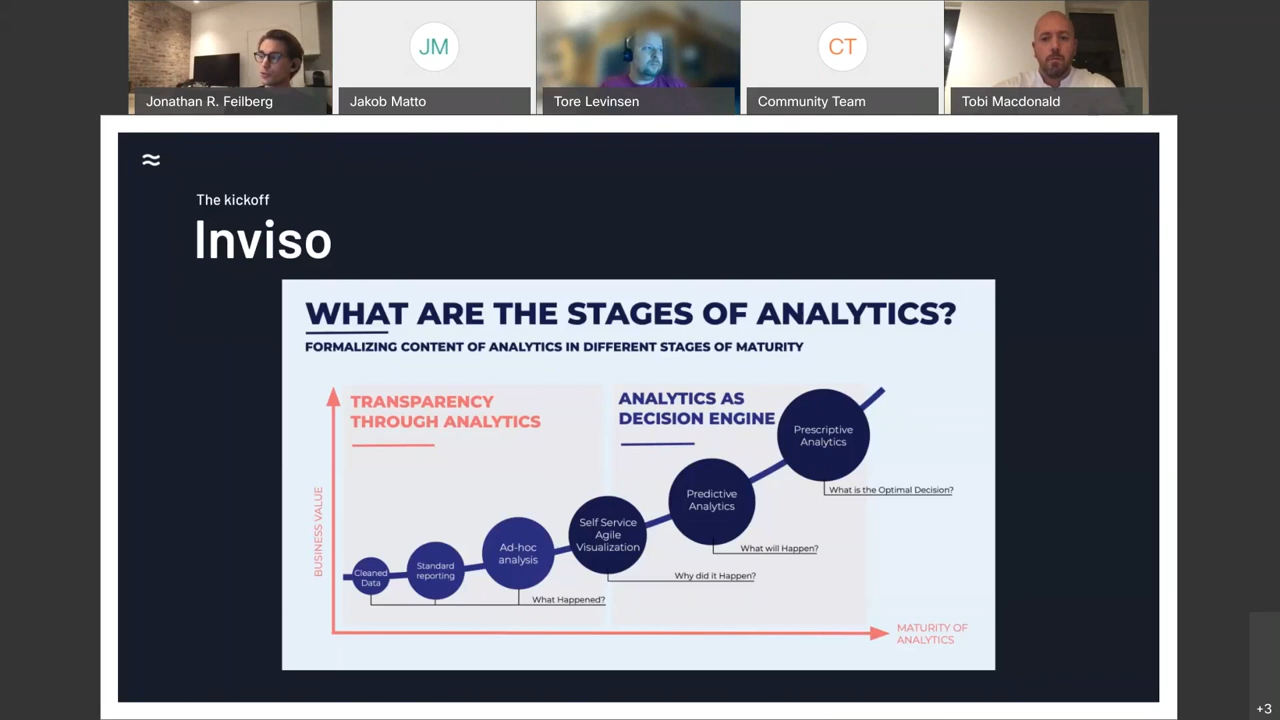 JM
CT
Jonathan R. Feilberg
Jakob Matto
Tore Levinsen
Community Team
Tobi Macdonald
The kickoff
Inviso
WHAT ARE THE STAGES OF ANALYTICS?
FORMALIZING CONTENT OF ANALYTICS IN DIFFERENT STAGES OF MATURITY
TRANSPARENCY
THROUGH ANALYTICS
ANALYTICS AS
DECISION ENGINE
BUSINESS VALUE
Cleaned
Data
Standard
reporting
Ad-hoc
analysis
Self Service
Agile
Visualization
Predictive
Analytics
Prescriptive
Analytics
What is the Optimal Decision?
What will Happen?
Why did it Happen?
What Happened?
MATURITY OF
ANALYTICS
+3